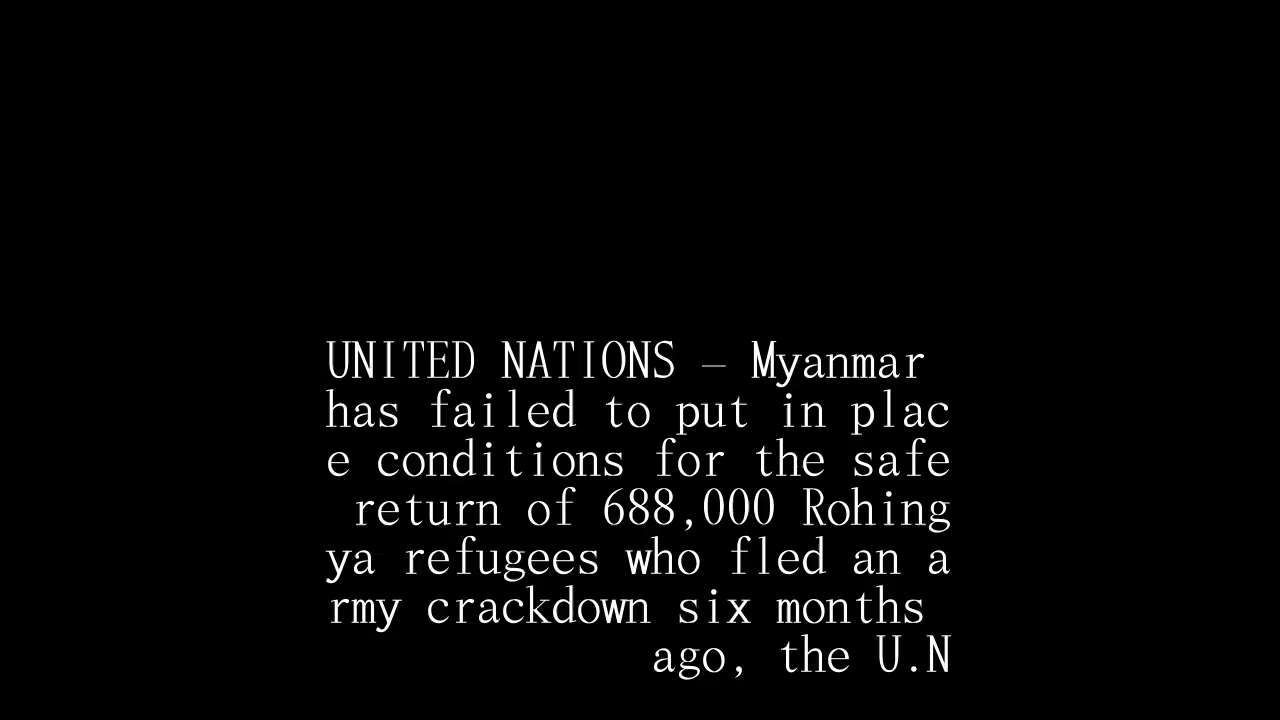 UNITED NATIONS – Myanmar
has failed to put in plac
e conditions for the safe
return of 688,000 Rohing
ya refugees who fled an a
rmy crackdown six months
ago, the U.N